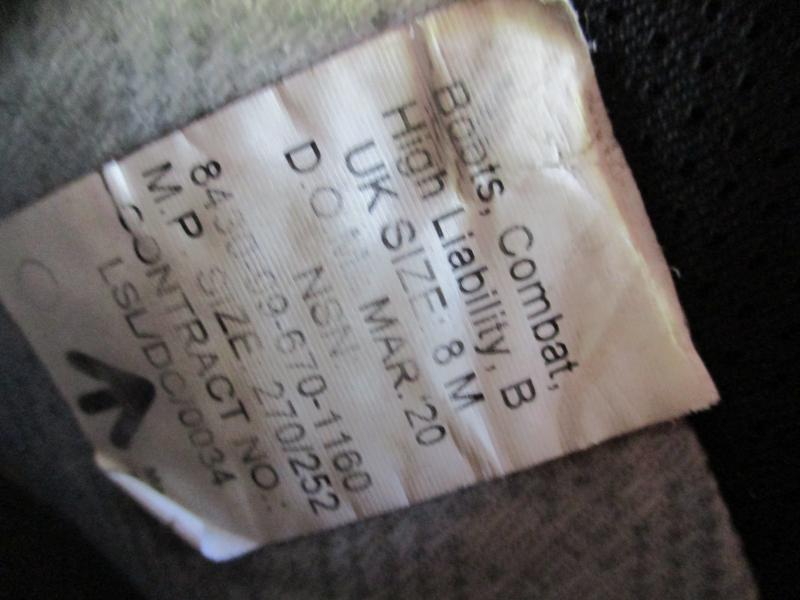 Boots, Combat,
High Liability, B
UK SIZE: 8 M
D.O.M. MAR. 20
NSN:
8430-99-670-1160
M.P. SIZE: 270/252
CONTRACT NO.:
LSL/DC/0034